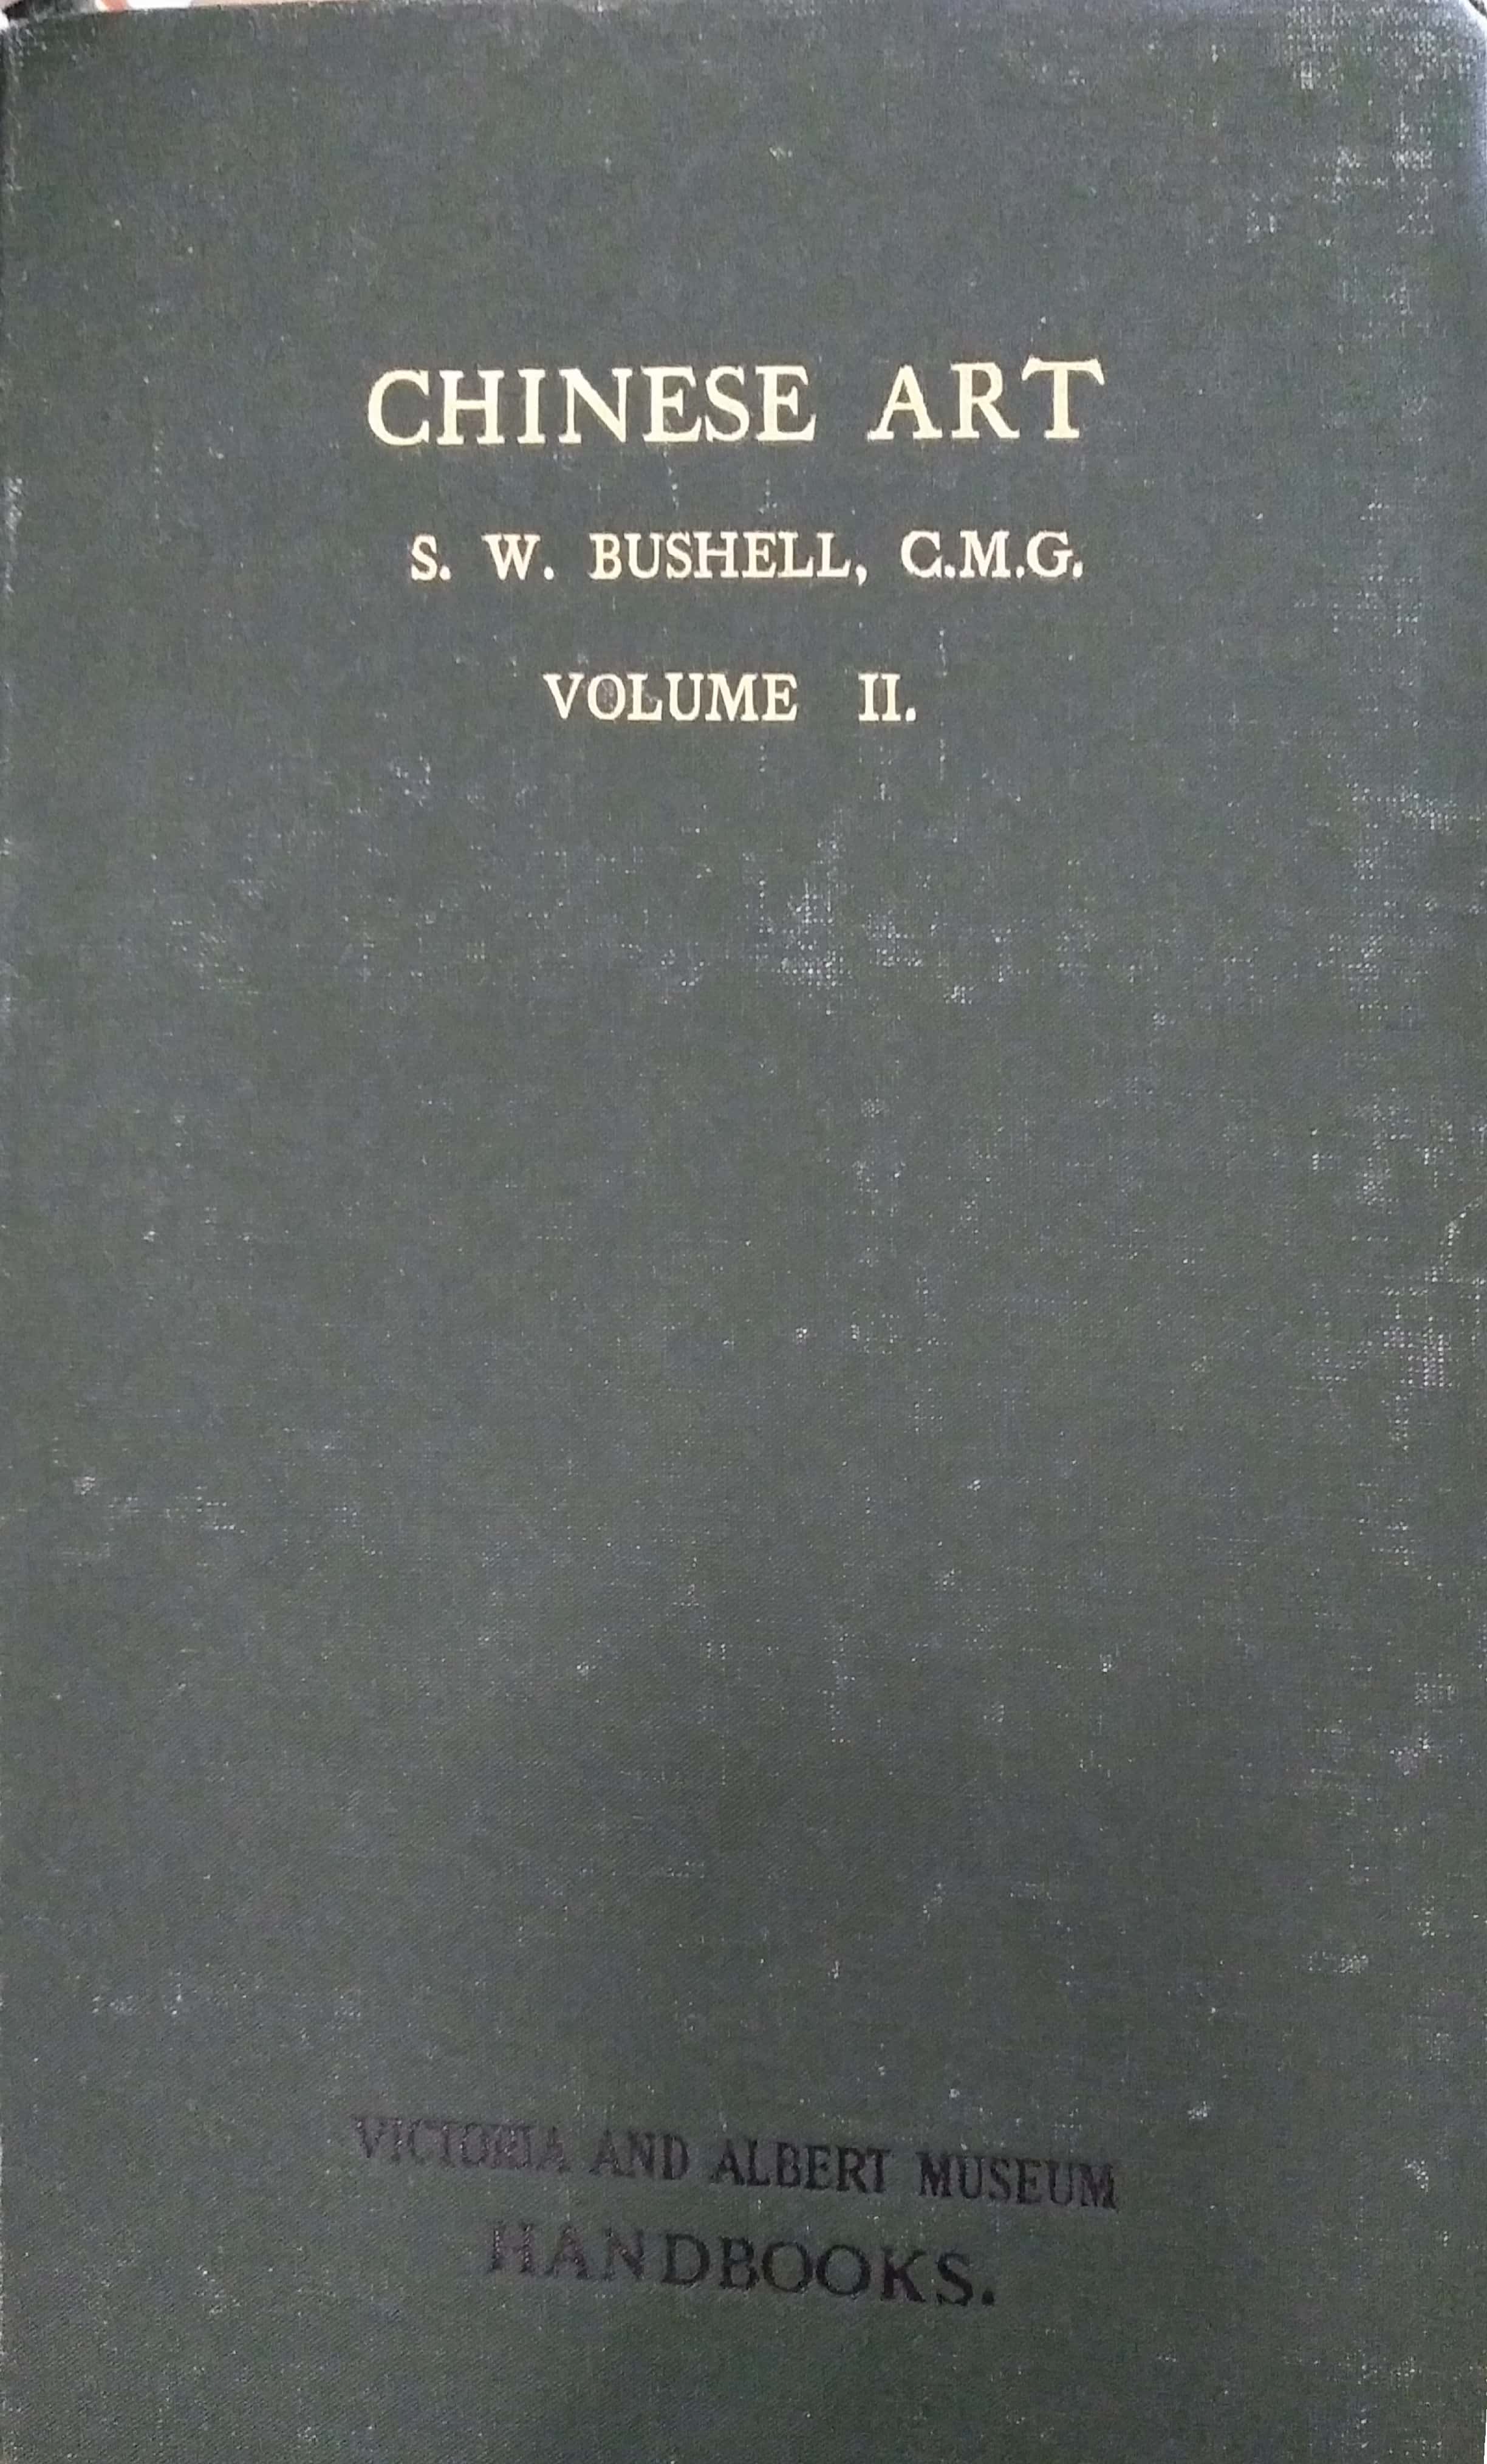 CHINESE ART
S. W. BUSHELL, C.M.G.
VOLUME II.
VICTORIA AND ALBERT MUSEUM
HANDBOOKS.